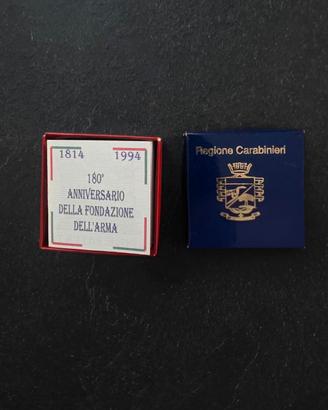 1814 1994
180°
ANNIVERSARIO
DELLA FONDAZIONE
DELL'ARMA
Regione Carabinieri